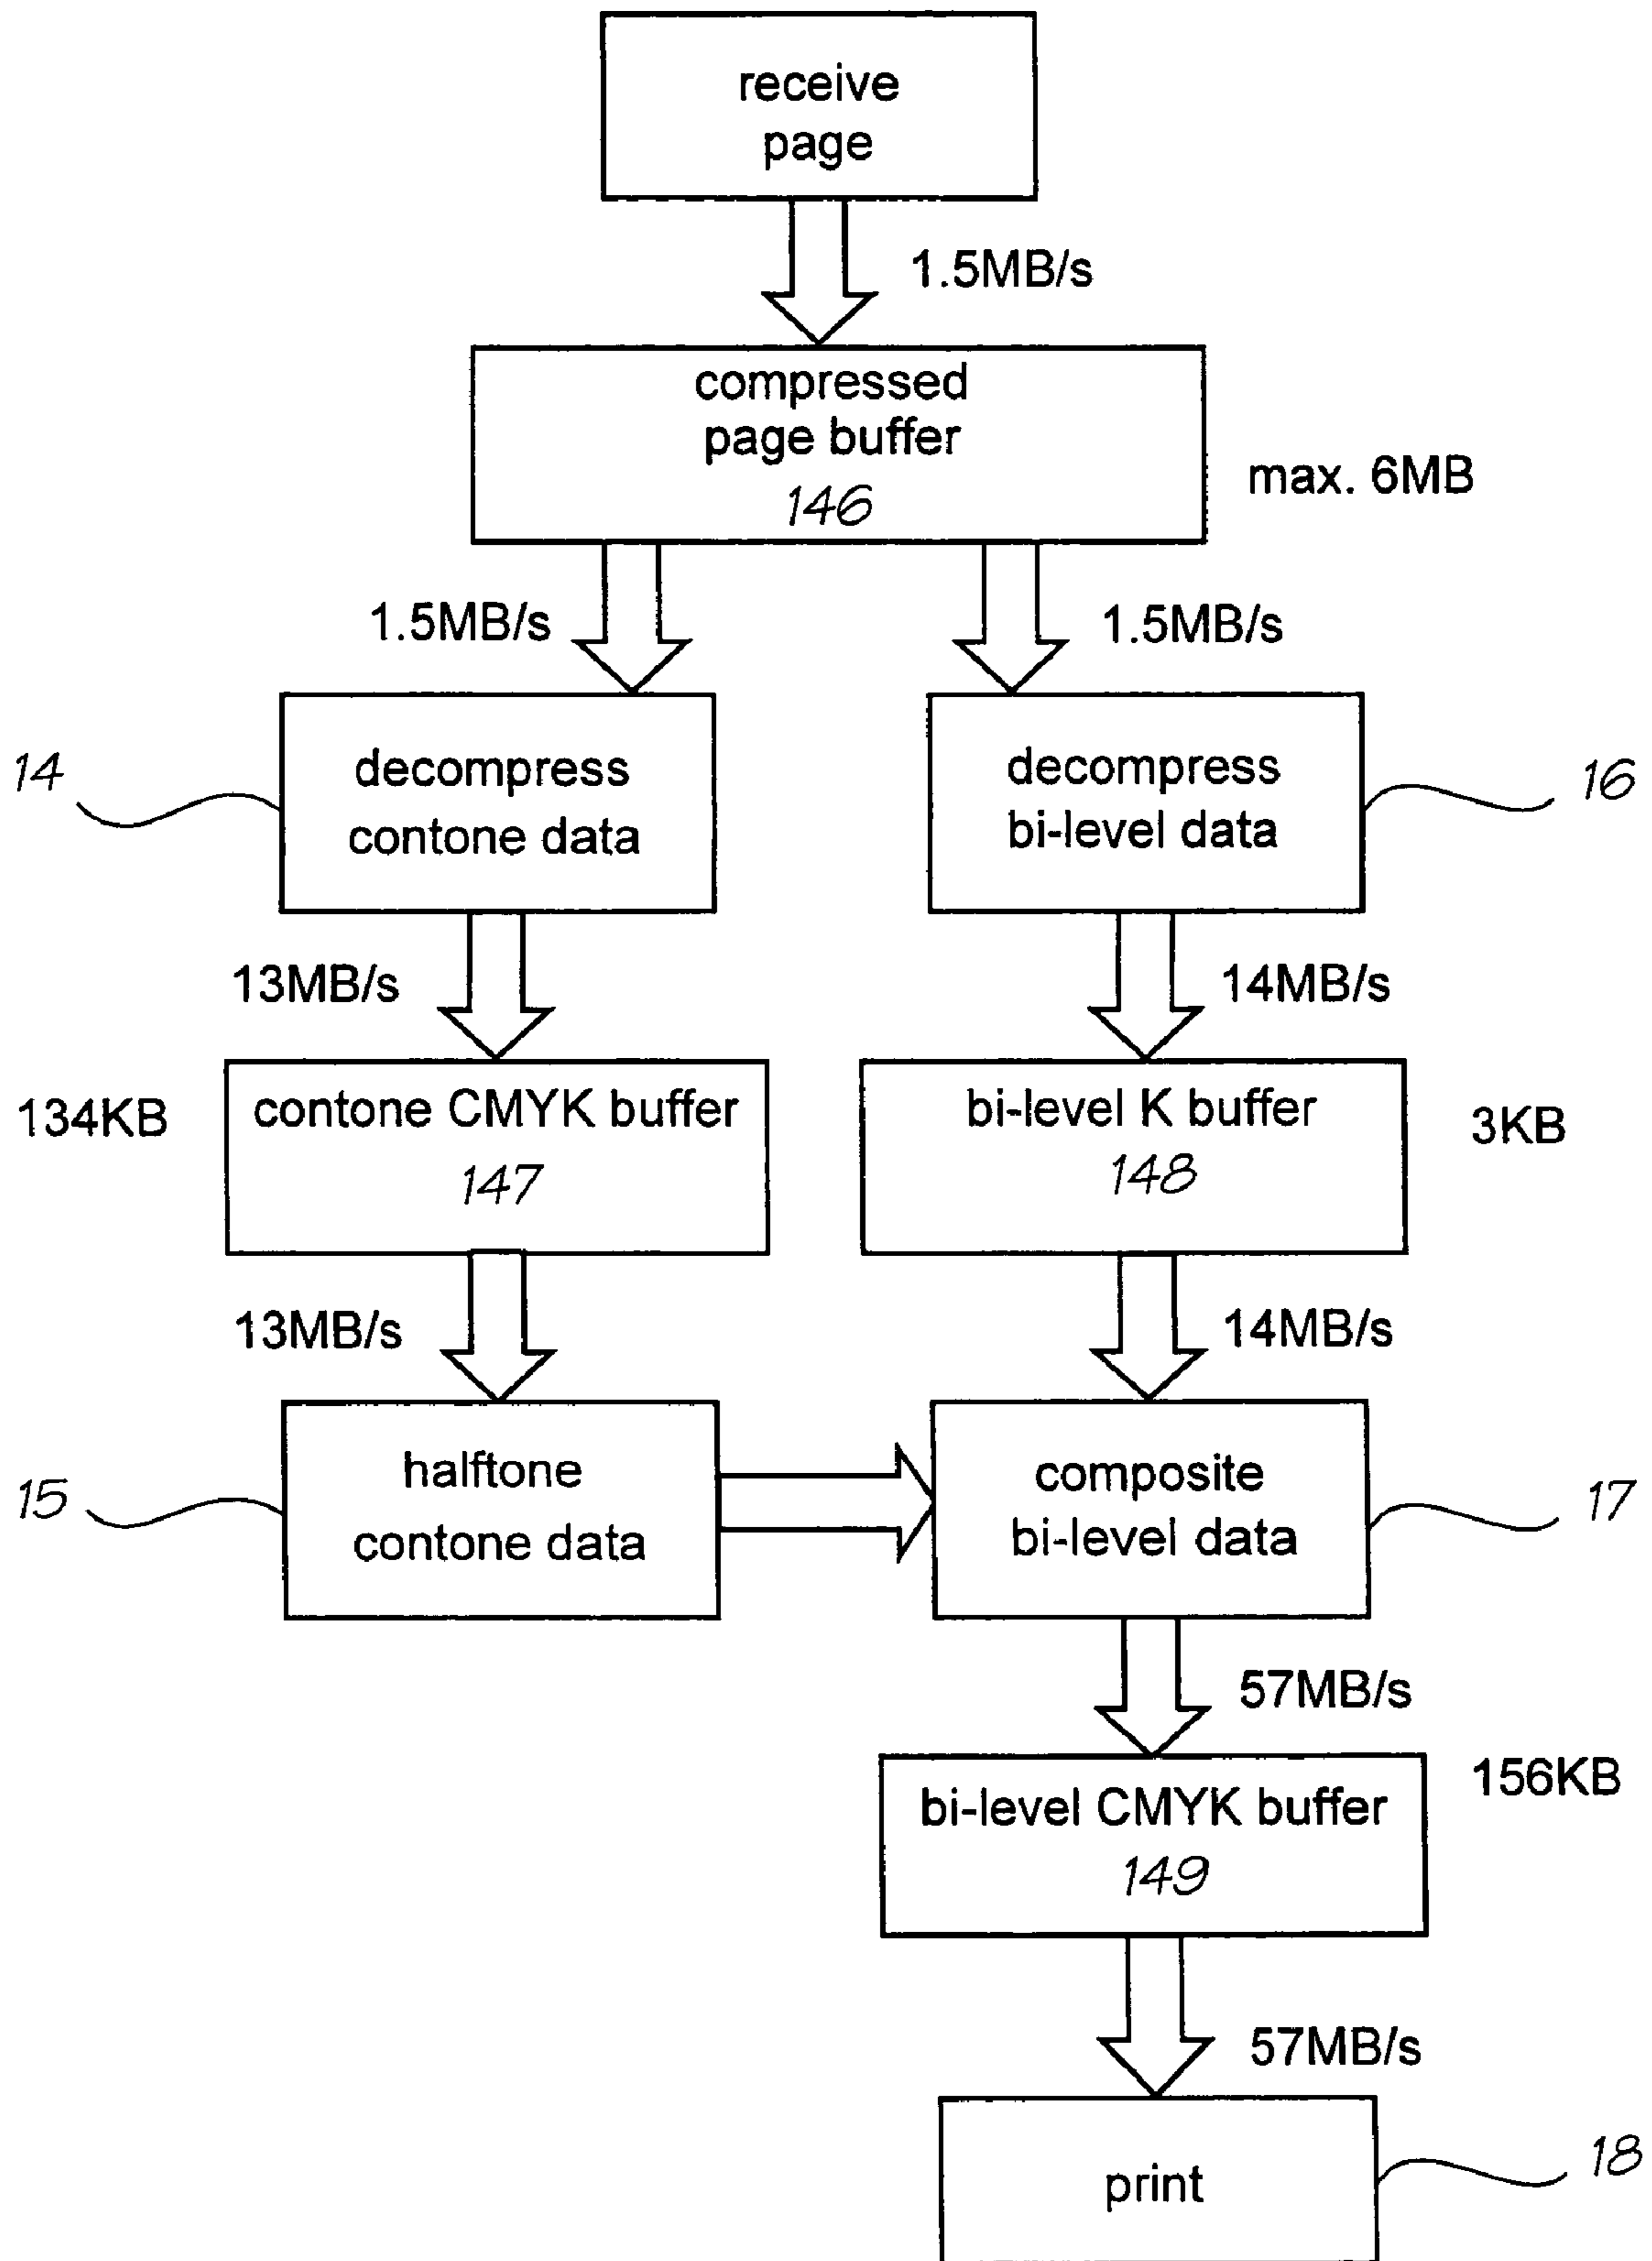 receive
page
1.5MB/s
compressed
page buffer
146
max. 6MB
1.5MB/s
1.5MB/s
14
decompress
contone data
decompress
bi-level data
16
13MB/s
14MB/s
134KB
contone CMYK buffer
147
bi-level K buffer
148
3KB
13MB/s
14MB/s
15
halftone
contone data
composite
bi-level data
17
57MB/s
bi-level CMYK buffer
149
156KB
57MB/s
print
18